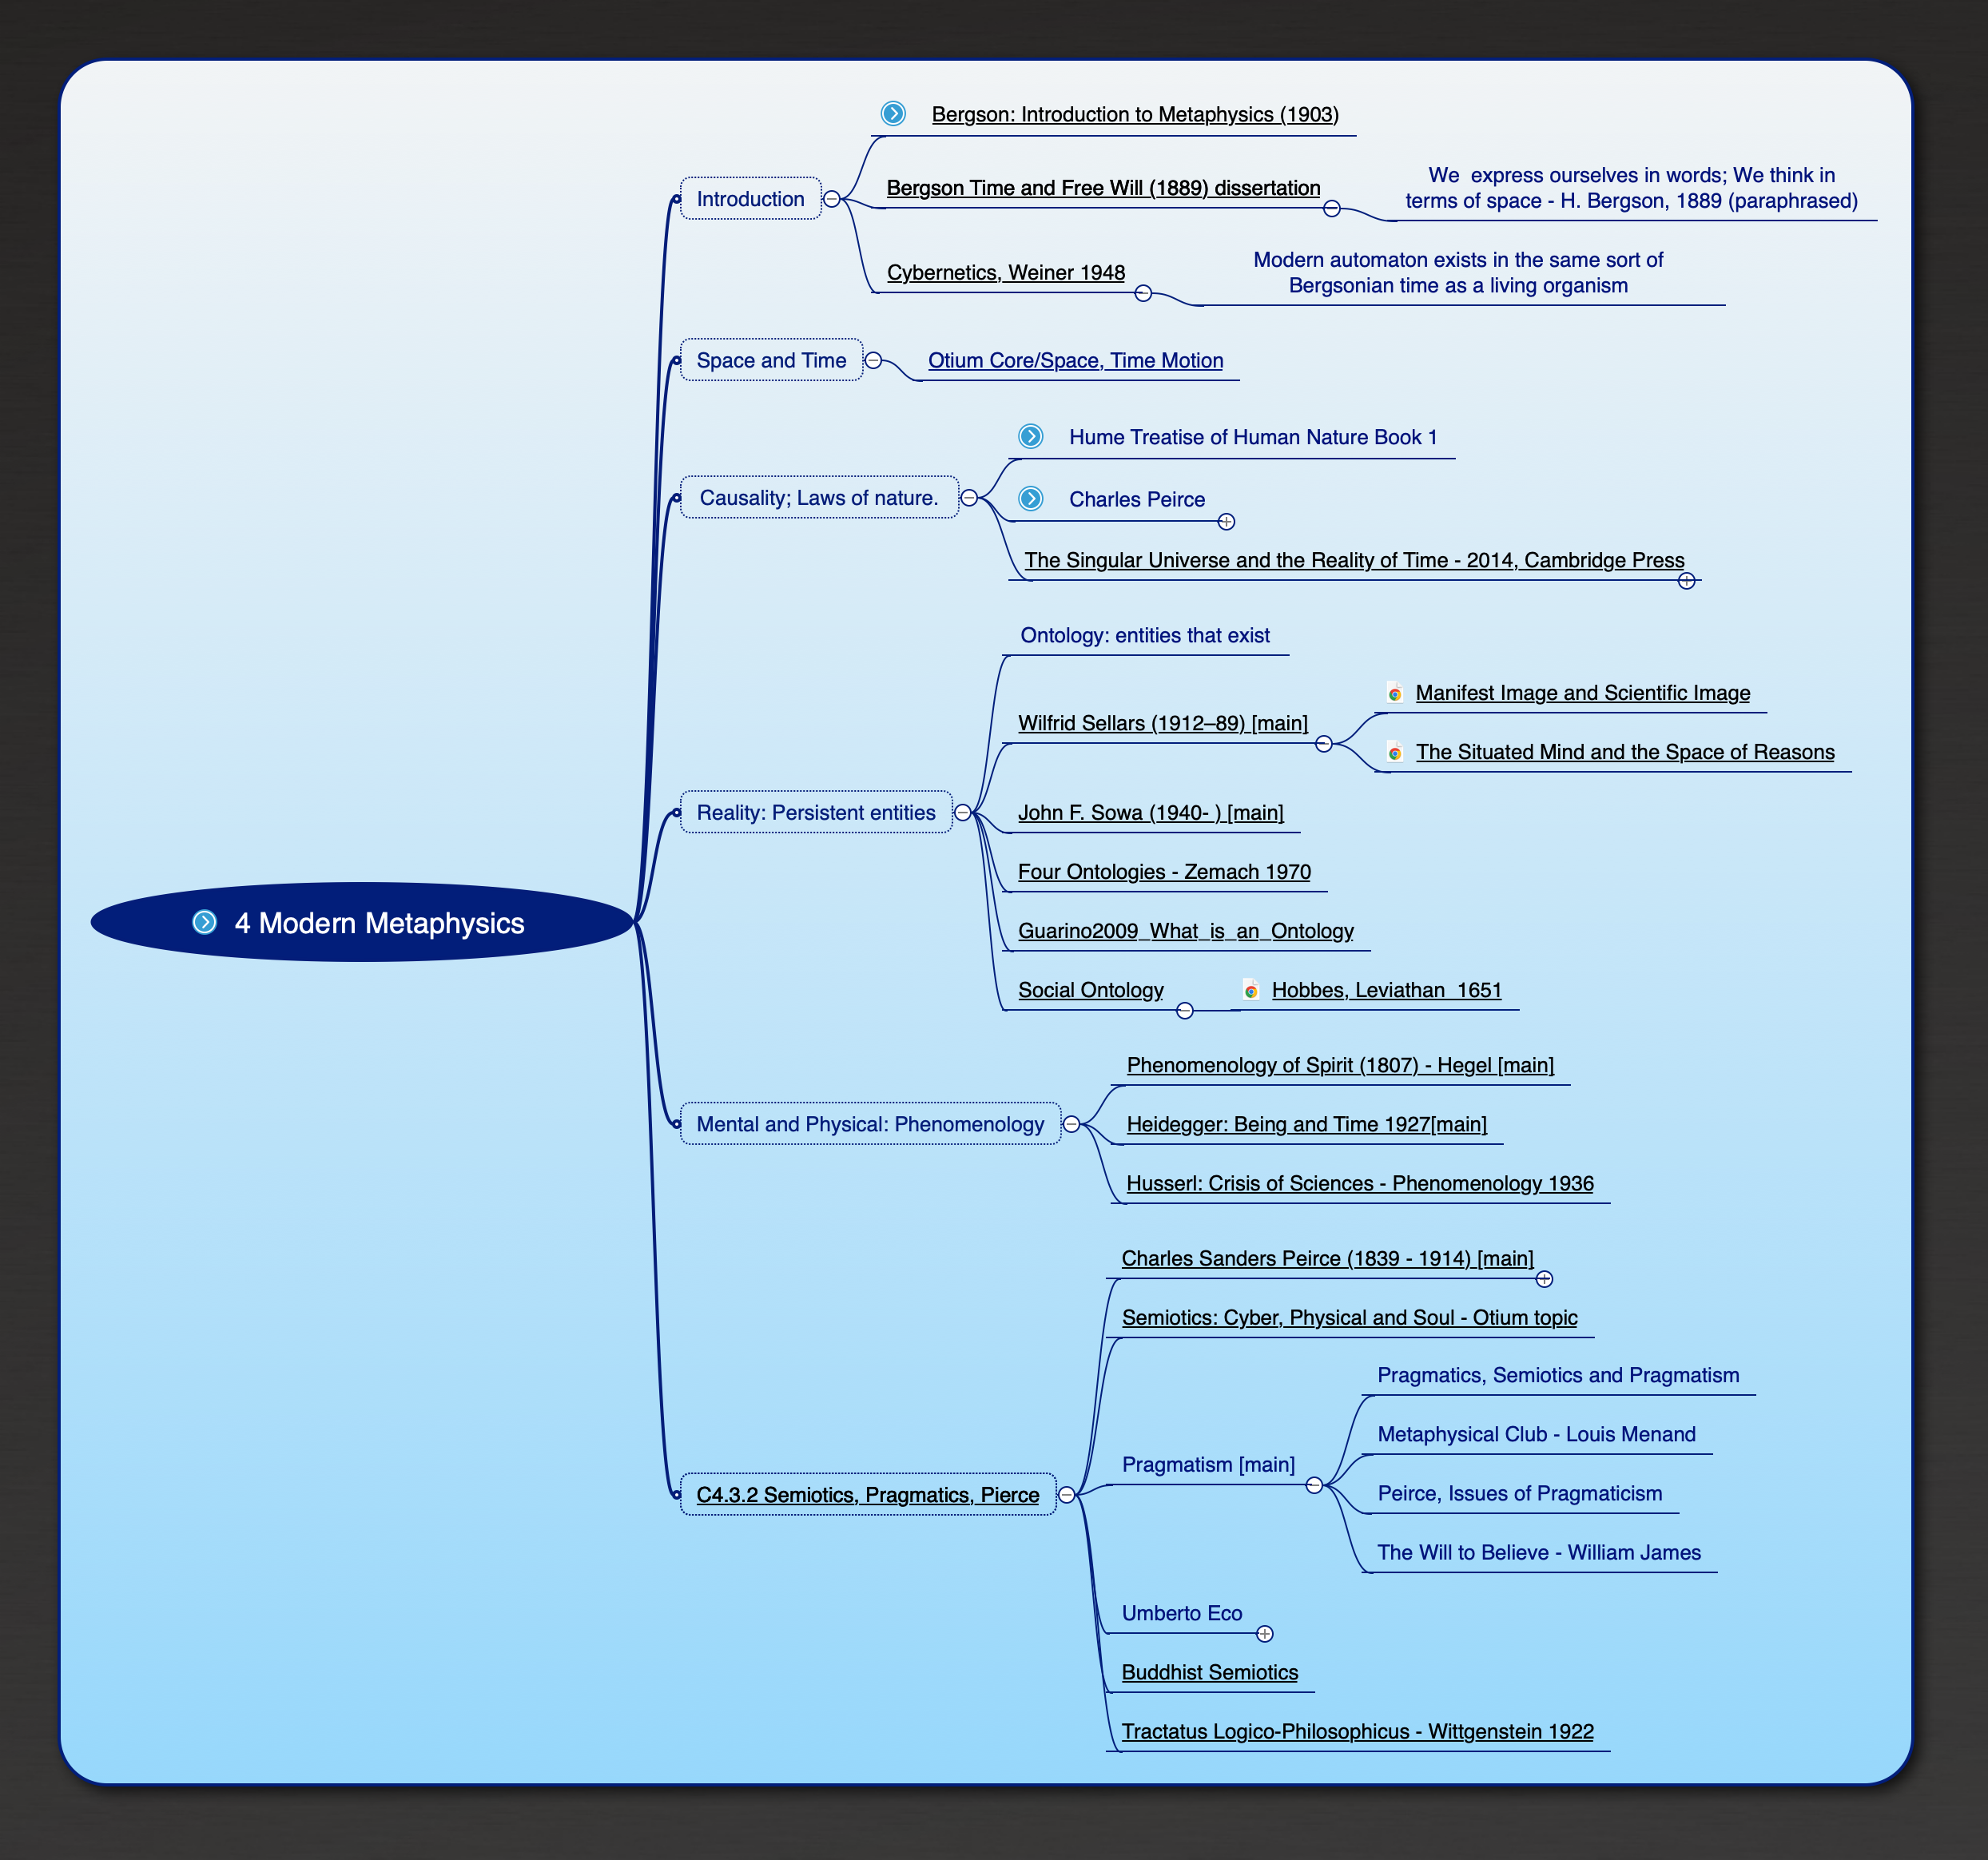 4 Modern Metaphysics
Introduction
Bergson: Introduction to Metaphysics (1903)
Bergson Time and Free Will (1889) dissertation
We  express ourselves in words; We think in
terms of space - H. Bergson, 1889 (paraphrased)
Cybernetics, Weiner 1948
Modern automaton exists in the same sort of
Bergsonian time as a living organism
Space and Time
Otium Core/Space, Time Motion
Causality; Laws of nature.
Hume Treatise of Human Nature Book 1
Charles Peirce
The Singular Universe and the Reality of Time - 2014, Cambridge Press
Reality: Persistent entities
Ontology: entities that exist
Wilfrid Sellars (1912–89) [main]
Manifest Image and Scientific Image
The Situated Mind and the Space of Reasons
John F. Sowa (1940- ) [main]
Four Ontologies - Zemach 1970
Guarino2009_What_is_an_Ontology
Social Ontology
Hobbes, Leviathan  1651
Mental and Physical: Phenomenology
Phenomenology of Spirit (1807) - Hegel [main]
Heidegger: Being and Time 1927[main]
Husserl: Crisis of Sciences - Phenomenology 1936
C4.3.2 Semiotics, Pragmatics, Pierce
Charles Sanders Peirce (1839 - 1914) [main]
Semiotics: Cyber, Physical and Soul - Otium topic
Pragmatism [main]
Pragmatics, Semiotics and Pragmatism
Metaphysical Club - Louis Menand
Peirce, Issues of Pragmaticism
The Will to Believe - William James
Umberto Eco
Buddhist Semiotics
Tractatus Logico-Philosophicus - Wittgenstein 1922